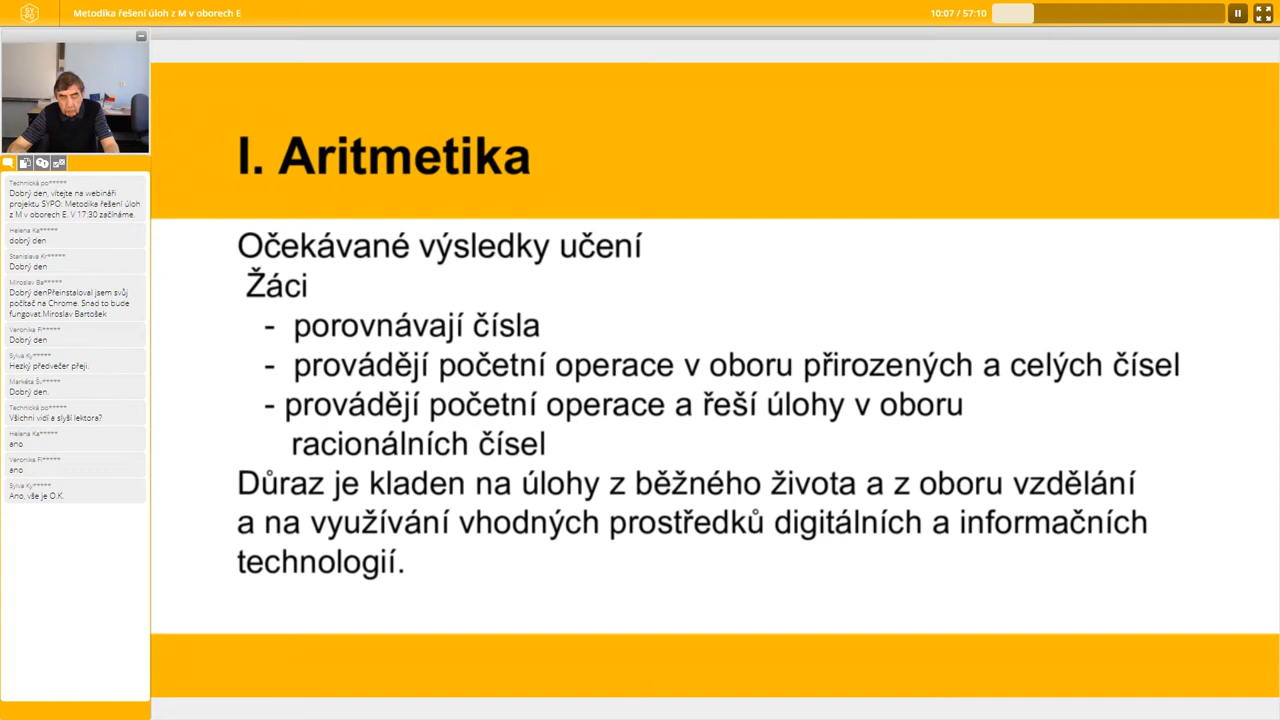 SYPO
Metodika řešení úloh z M v oborech E
10:07 / 57:10
I. Aritmetika
Očekávané výsledky učení
Žáci
- porovnávají čísla
- provádějí početní operace v oboru přirozených a celých čísel
- provádějí početní operace a řeší úlohy v oboru
racionálních čísel
Důraz je kladen na úlohy z běžného života a z oboru vzdělání
a na využívání vhodných prostředků digitálních a informačních
technologií.
Technická po*****
Dobrý den, vítejte na webináři
projektu SYPO: Metodika řešení úloh
z M v oborech E. V 17:30 začínáme.
Helena Ka*****
dobrý den
Stanislava Kr*****
Dobrý den
Miroslav Ba*****
Dobrý denPřeinstaloval jsem svůj
počítač na Chrome. Snad to bude
fungovat.Miroslav Bartošek
Veronika Fi*****
Dobrý den
Sylva Ky*****
Hezký předvečer přeji.
Markéta Šv*****
Dobrý den.
Technická po*****
Všichni vidí a slyší lektora?
Helena Ka*****
ano
Veronika Fi*****
ano
Sylva Ky*****
Ano, vše je O.K.